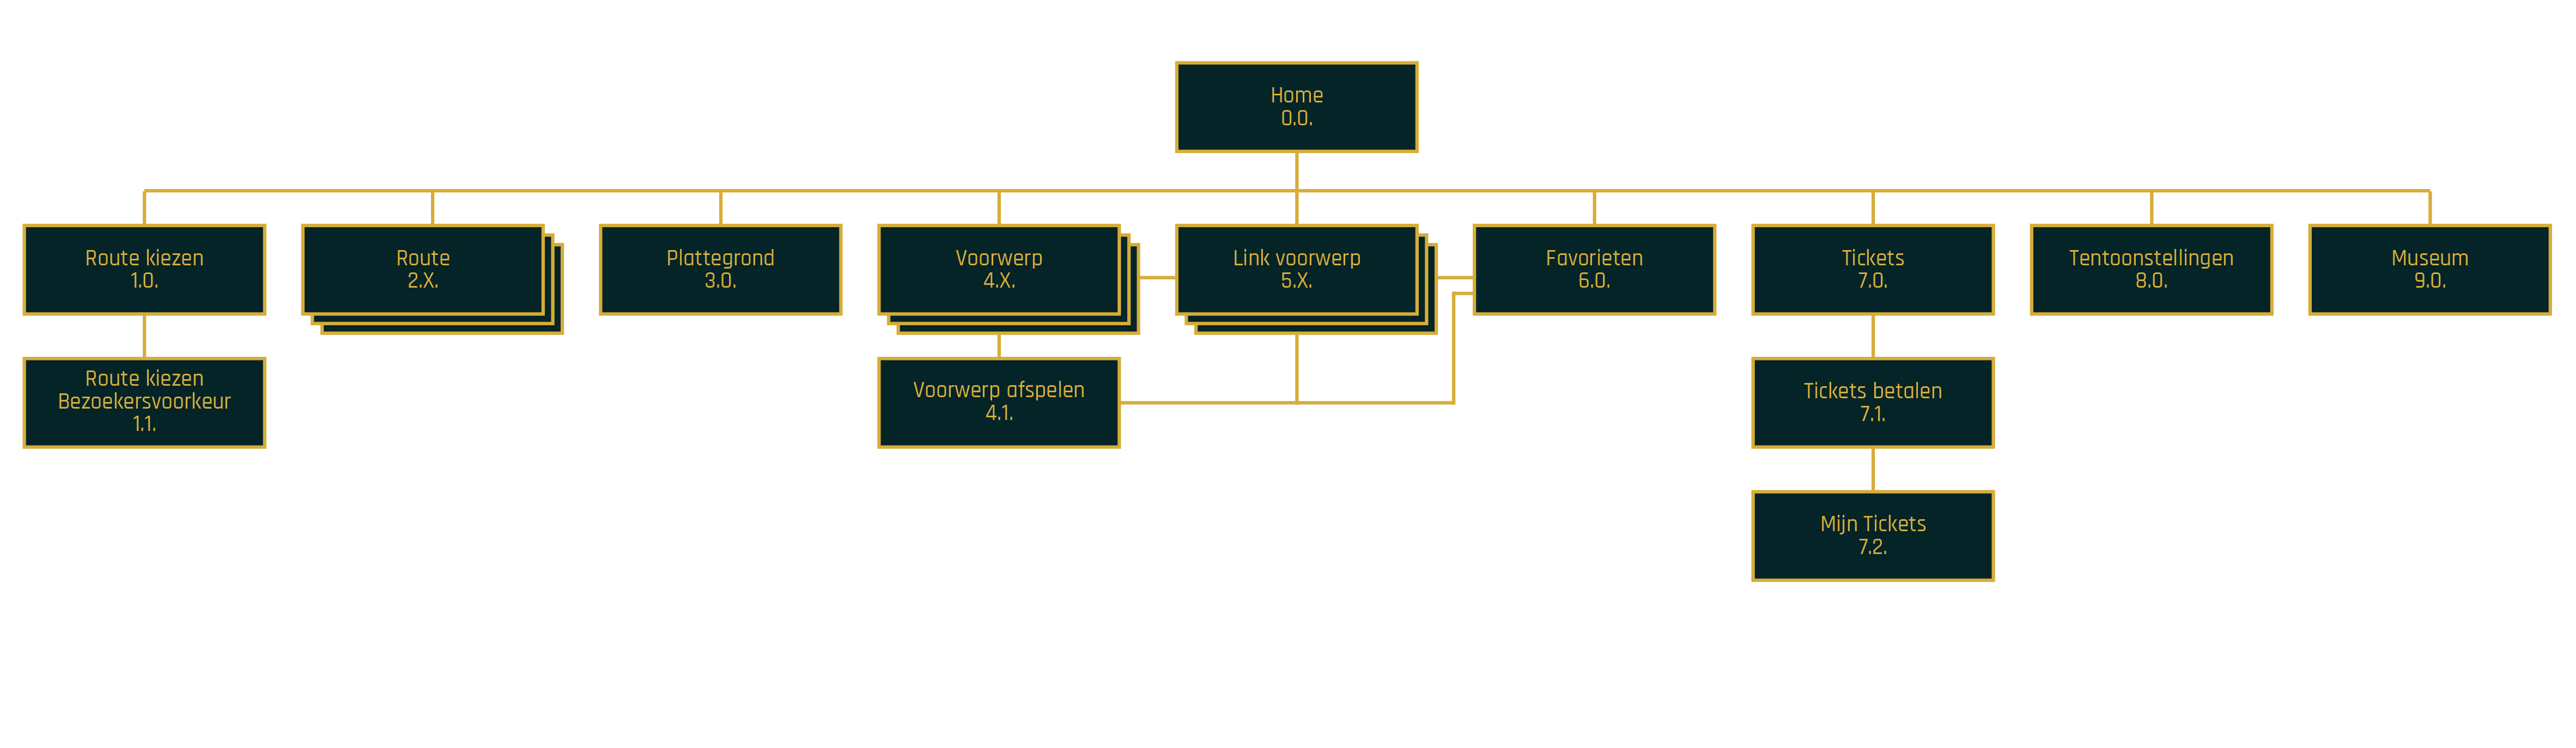 Home
0.0.
Route kiezen
1.0.
Route
2.X.
Plattegrond
3.0.
Voorwerp
4.X.
Link voorwerp
5.X.
Favorieten
6.0.
Tickets
7.0.
Tentoonstellingen
8.0.
Museum
9.0.
Route kiezen
Bezoekersvoorkeur
1.1.
Voorwerp afspelen
4.1.
Tickets betalen
7.1.
Mijn Tickets
7.2.